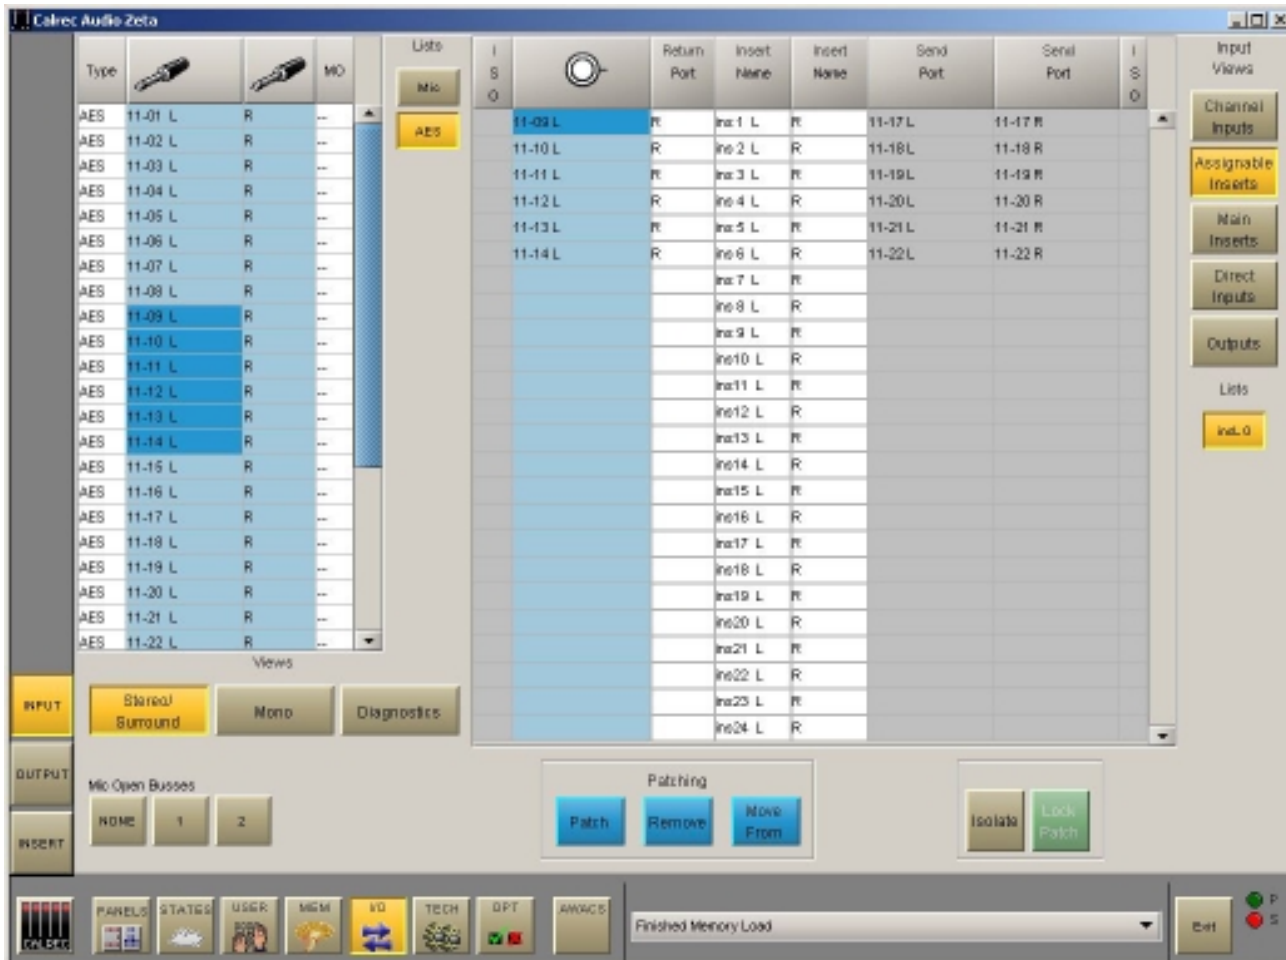 Calrec Audio Zeta
Type MO
AES 11-01 L R --
AES 11-02 L R --
AES 11-03 L R --
AES 11-04 L R --
AES 11-05 L R --
AES 11-06 L R --
AES 11-07 L R --
AES 11-08 L R --
AES 11-09 L R --
AES 11-10 L R --
AES 11-11 L R --
AES 11-12 L R --
AES 11-13 L R --
AES 11-14 L R --
AES 11-15 L R --
AES 11-16 L R --
AES 11-17 L R --
AES 11-18 L R --
AES 11-19 L R --
AES 11-20 L R --
AES 11-21 L R --
AES 11-22 L R --
Lists
Mic
AES
I S O Return Port Insert Name Insert Name Send Port Send Port I S O
11-09 L R ins 1 L R 11-17 L 11-17 R
11-10 L R ins 2 L R 11-18 L 11-18 R
11-11 L R ins 3 L R 11-19 L 11-19 R
11-12 L R ins 4 L R 11-20 L 11-20 R
11-13 L R ins 5 L R 11-21 L 11-21 R
11-14 L R ins 6 L R 11-22 L 11-22 R
ins 7 L R
ins 8 L R
ins 9 L R
ins10 L R
ins11 L R
ins12 L R
ins13 L R
ins14 L R
ins15 L R
ins16 L R
ins17 L R
ins18 L R
ins19 L R
ins20 L R
ins21 L R
ins22 L R
ins23 L R
ins24 L R
Input
Views
Channel
Inputs
Assignable
Inserts
Main
Inserts
Direct
Inputs
Outputs
Lists
Views
Stereo/
Surround
Mono
Diagnostics
INPUT
OUTPUT
INSERT
Mic Open Busses
NONE 1 2
Patching
Patch
Remove
Move
From
Isolate
Lock
Patch
CALREC
PANELS
STATES
USER
MEM
I/O
TECH
OPT
AWACS
Finished Memory Load
Exit
P
S